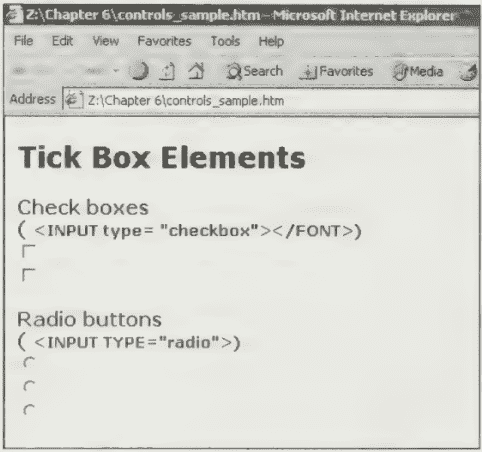 Z:\Chapter 6\controls_sample.htm - Microsoft Internet Explorer
File Edit View Favorites Tools Help
Search Favorites Media
Address Z:\Chapter 6\controls_sample.htm
Tick Box Elements
Check boxes
( <INPUT type= "checkbox"></FONT>)
Radio buttons
( <INPUT TYPE="radio">)